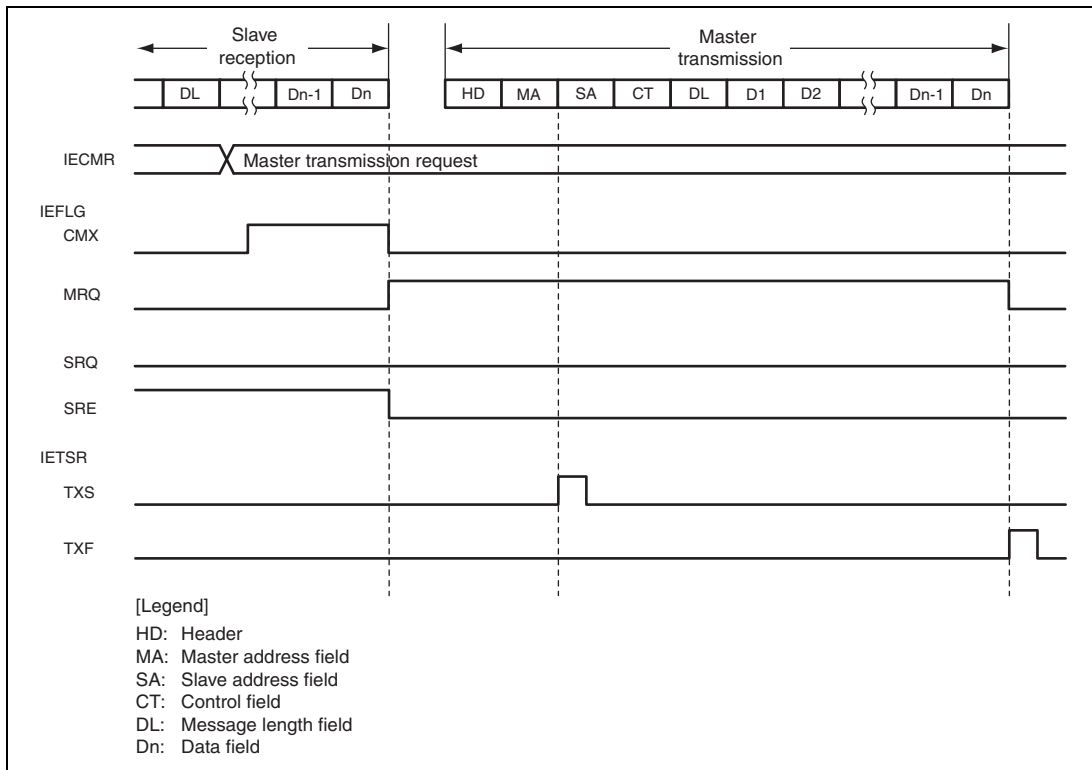 Slave
reception
Master
transmission
DL Dn-1 Dn HD MA SA CT DL D1 D2 Dn-1 Dn
IECMR Master transmission request
IEFLG
CMX
MRQ
SRQ
SRE
IETSR
TXS
TXF
[Legend]
HD: Header
MA: Master address field
SA: Slave address field
CT: Control field
DL: Message length field
Dn: Data field